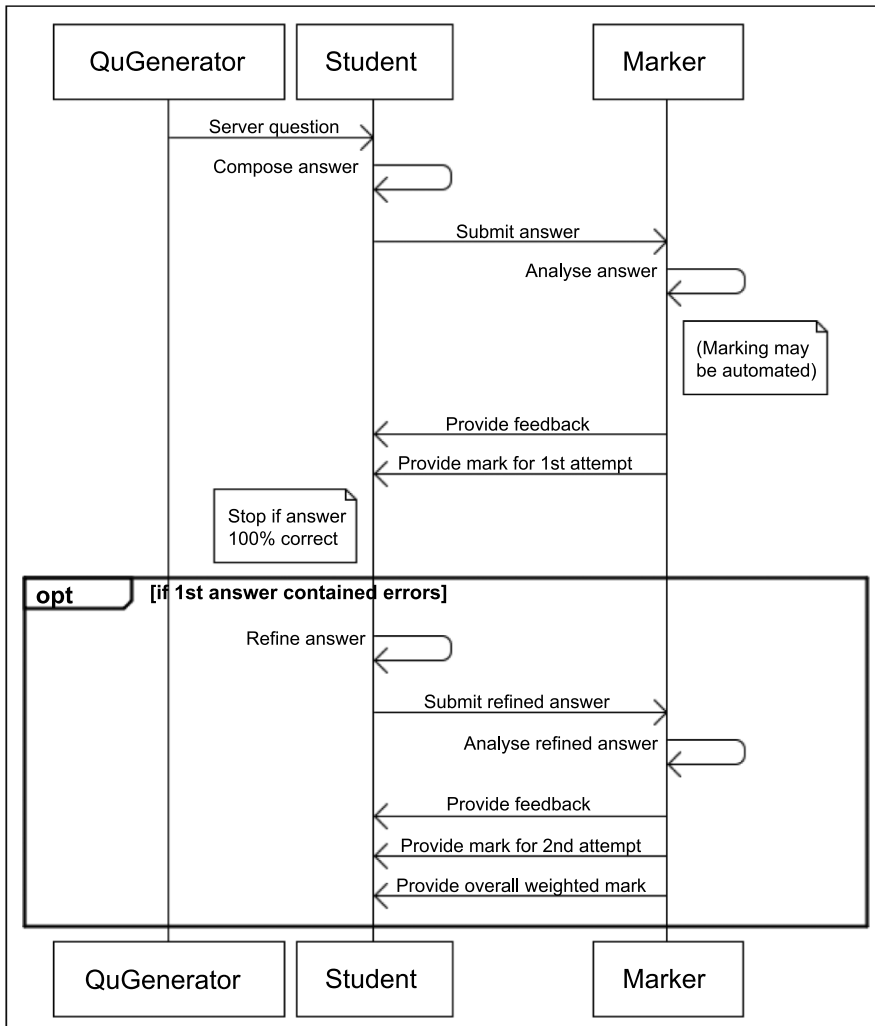 QuGenerator
Student
Marker
Server question
Compose answer
Submit answer
Analyse answer
(Marking may
be automated)
Provide feedback
Provide mark for 1st attempt
Stop if answer
100% correct
opt
[if 1st answer contained errors]
Refine answer
Submit refined answer
Analyse refined answer
Provide feedback
Provide mark for 2nd attempt
Provide overall weighted mark
QuGenerator
Student
Marker